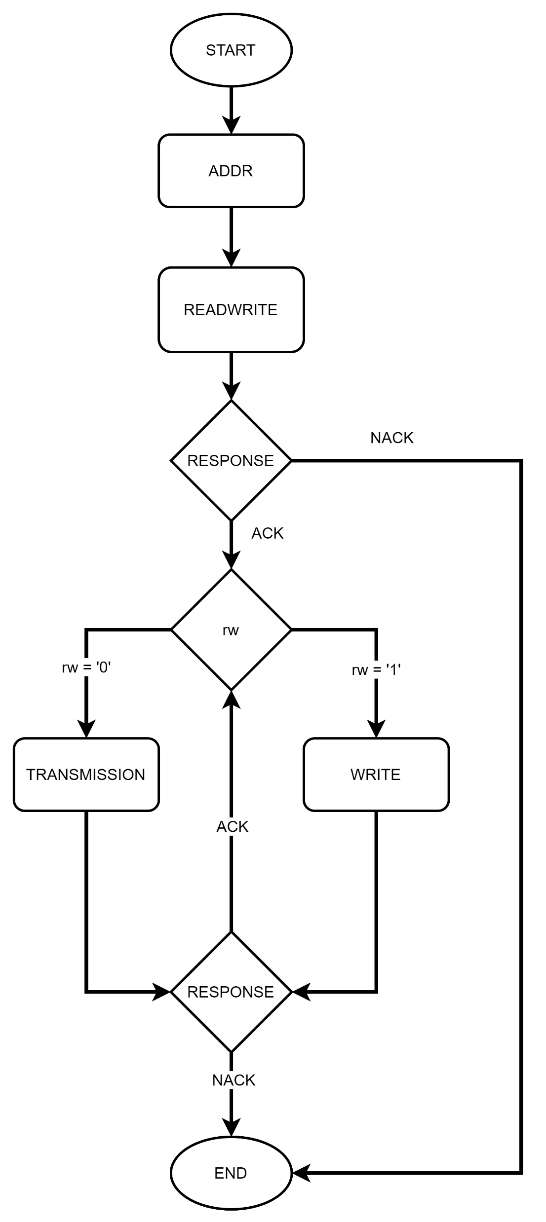 START
ADDR
READWRITE
RESPONSE
NACK
ACK
rw
rw = '0'
rw = '1'
TRANSMISSION
WRITE
ACK
RESPONSE
NACK
END